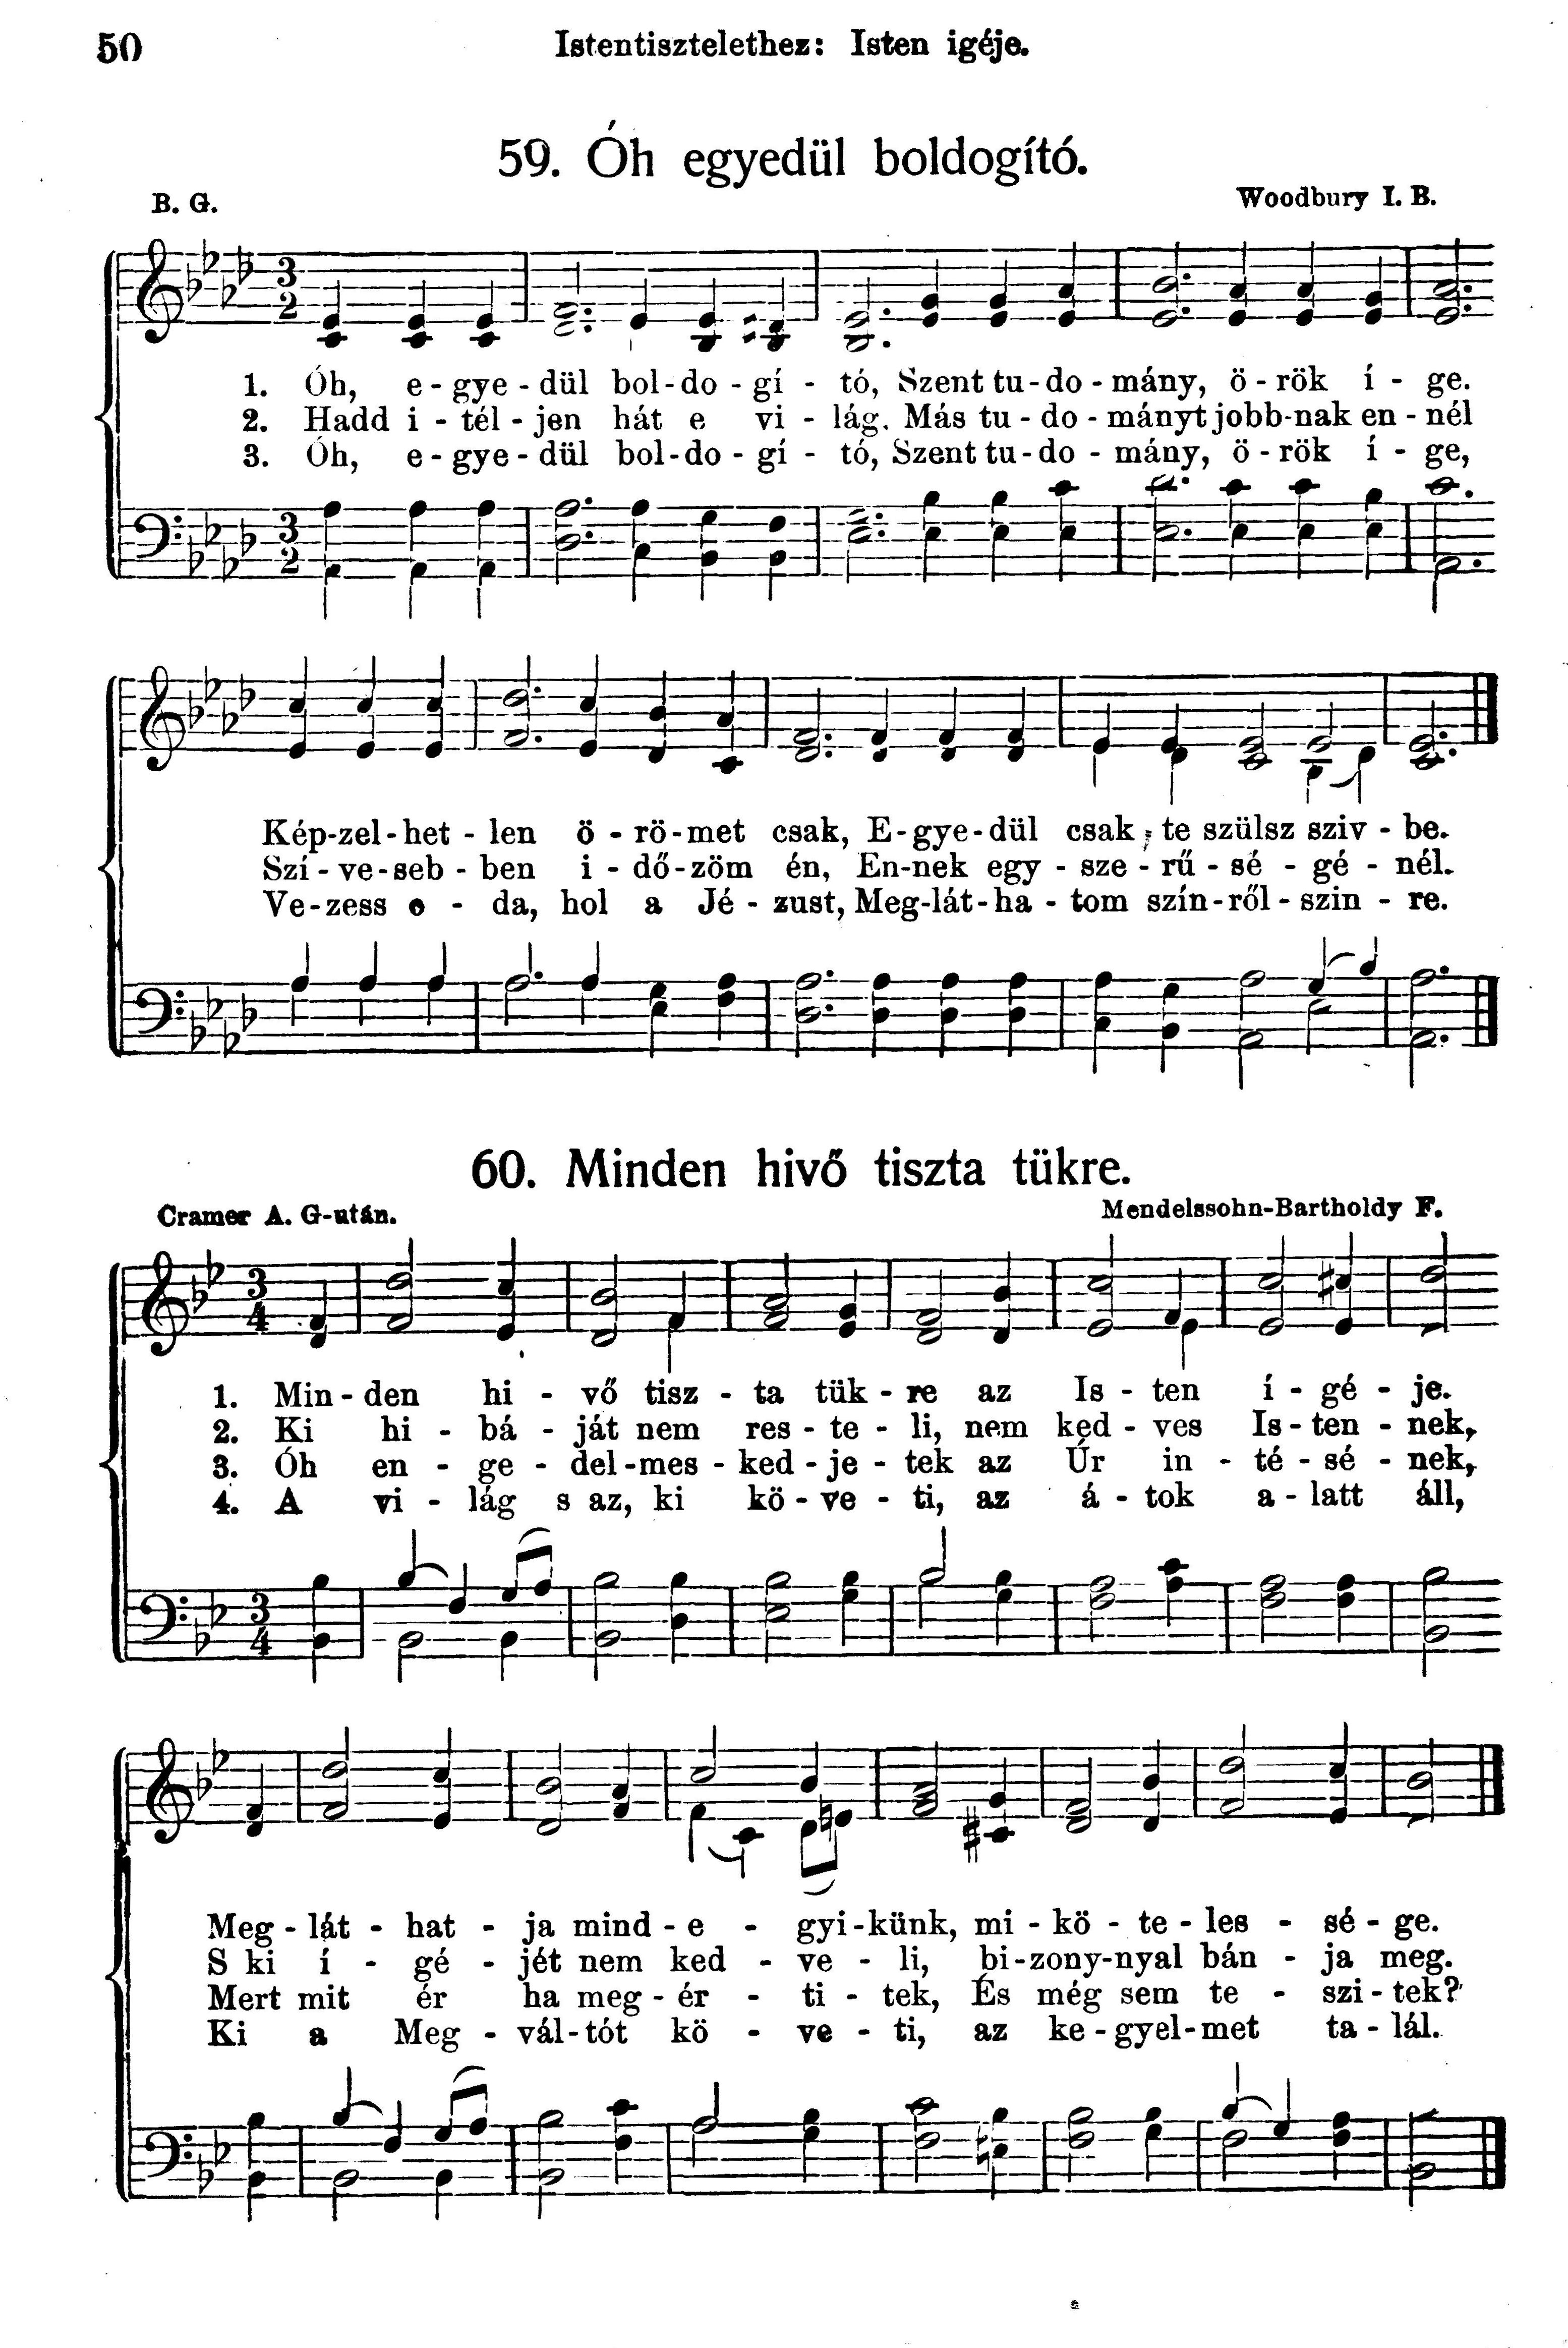 50
Istentisztelethez: Isten igéje.
59. Óh egyedül boldogító.
B. G.
Woodbury I. B.
1. Óh, e-gye-dül bol-do-gí-tó, Szent tu-do-mány, ö-rök í-ge.
2. Hadd i-tél-jen hát e vi-lág. Más tu-do-mányt jobb-nak en-nél
3. Óh, e-gye-dül bol-do-gí-tó, Szent tu-do-mány, ö-rök í-ge,
Kép-zel-het-len ö-rö-met csak, E-gye-dül csak te szülsz sziv-be.
Szí-ve-seb-ben i-dő-zöm én, En-nek egy-sze-rű-sé-gé-nél.
Ve-zess o-da, hol a Jé-zust, Meg-lát-ha-tom szín-ről-szin-re.
60. Minden hivő tiszta tükre.
Cramer A. G-után.
Mendelssohn-Bartholdy F.
1. Min-den hi-vő tisz-ta tük-re az Is-ten í-gé-je.
2. Ki hi-bá-ját nem res-te-li, nem ked-ves Is-ten-nek,
3. Óh en-ge-del-mes-ked-je-tek az Úr in-té-sé-nek,
4. A vi-lág s az, ki kö-ve-ti, az á-tok a-latt áll,
Meg-lát-hat-ja mind-e-gyi-künk, mi-kö-te-les-sé-ge.
S ki í-gé-jét nem ked-ve-li, bi-zony-nyal bán-ja meg.
Mert mit ér ha meg-ér-ti-tek, És még sem te-szi-tek?
Ki a Meg-vál-tót kö-ve-ti, az ke-gyel-met ta-lál.